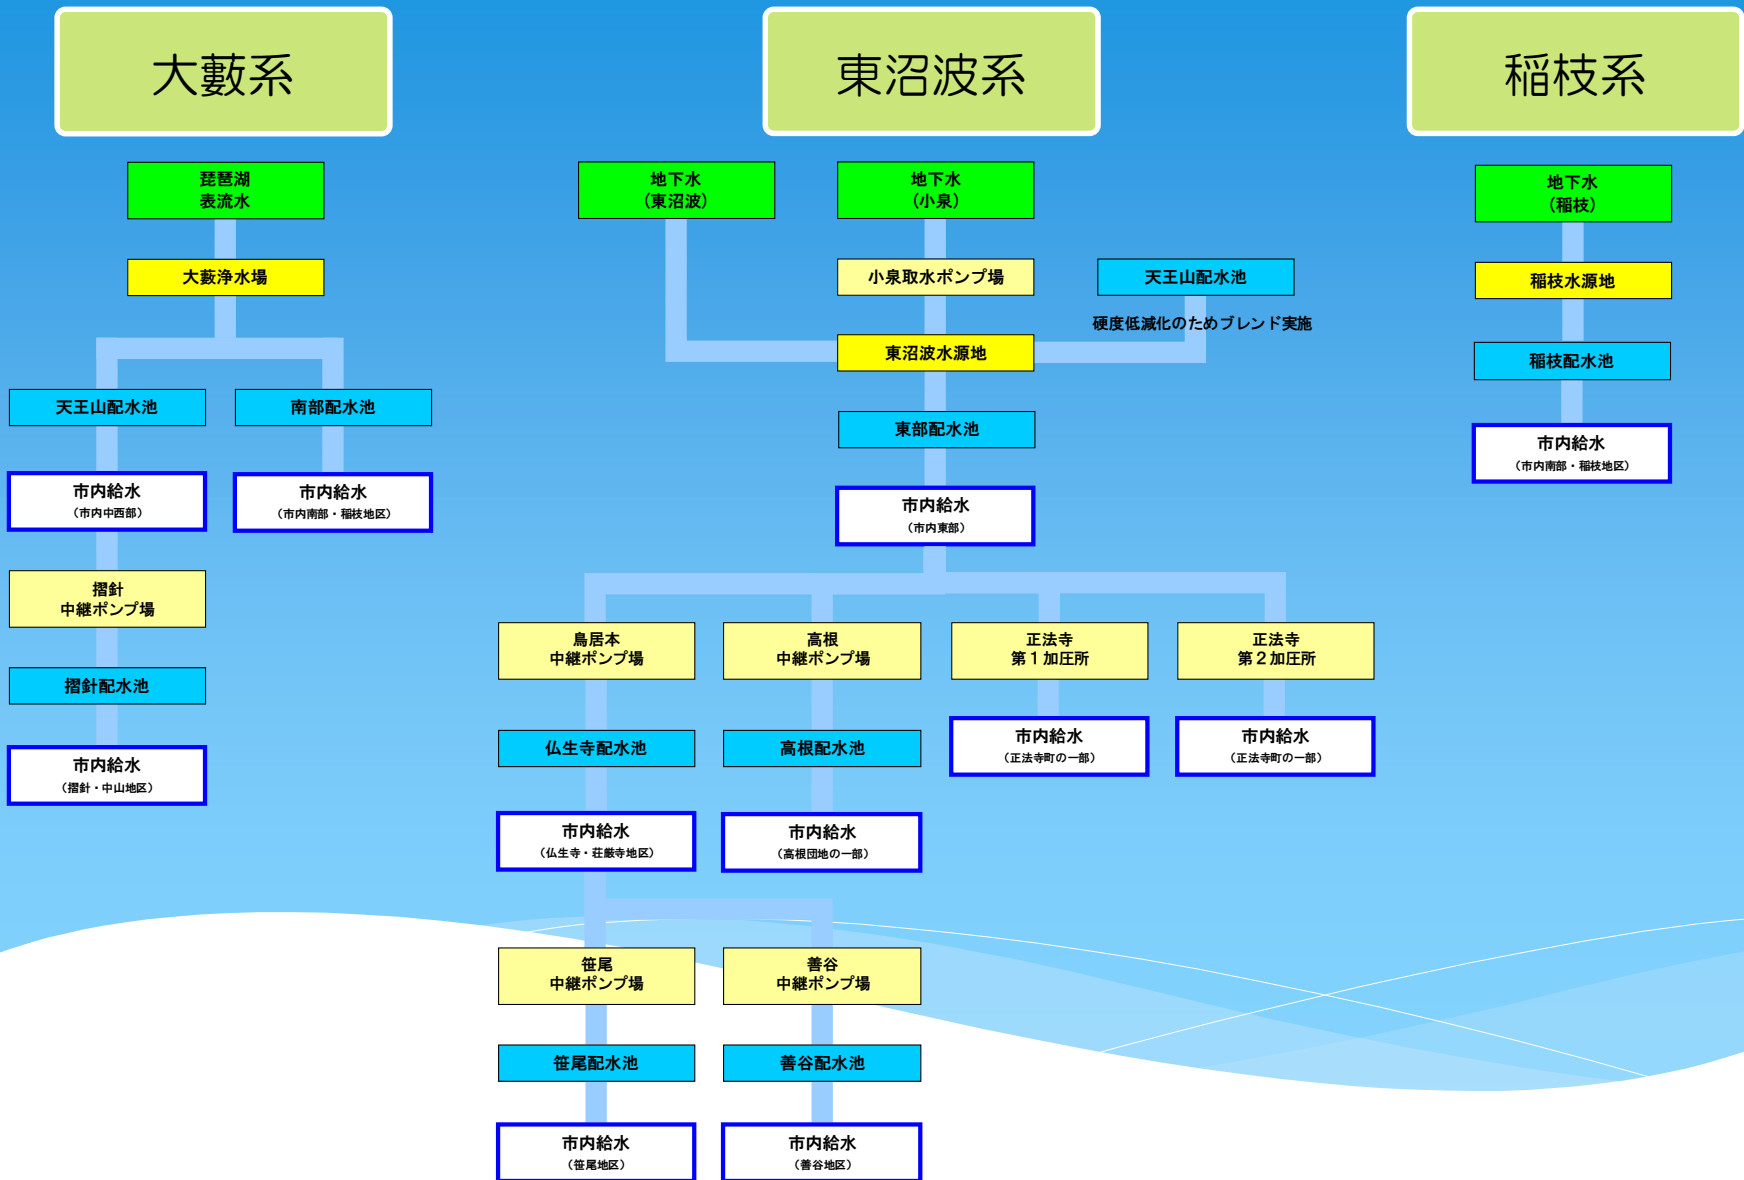 大藪系
琵琶湖
表流水
大藪浄水場
天王山配水池
南部配水池
市内給水
（市内中西部）
市内給水
（市内南部・稲枝地区）
摺針
中継ポンプ場
摺針配水池
市内給水
（摺針・中山地区）
東沼波系
地下水
（東沼波）
地下水
（小泉）
小泉取水ポンプ場
天王山配水池
硬度低減化のためブレンド実施
東沼波水源地
東部配水池
市内給水
（市内東部）
鳥居本
中継ポンプ場
高根
中継ポンプ場
正法寺
第１加圧所
正法寺
第２加圧所
仏生寺配水池
高根配水池
市内給水
（正法寺町の一部）
市内給水
（正法寺町の一部）
市内給水
（仏生寺・荘厳寺地区）
市内給水
（高根団地の一部）
笹尾
中継ポンプ場
善谷
中継ポンプ場
笹尾配水池
善谷配水池
市内給水
（笹尾地区）
市内給水
（善谷地区）
稲枝系
地下水
（稲枝）
稲枝水源地
稲枝配水池
市内給水
（市内南部・稲枝地区）